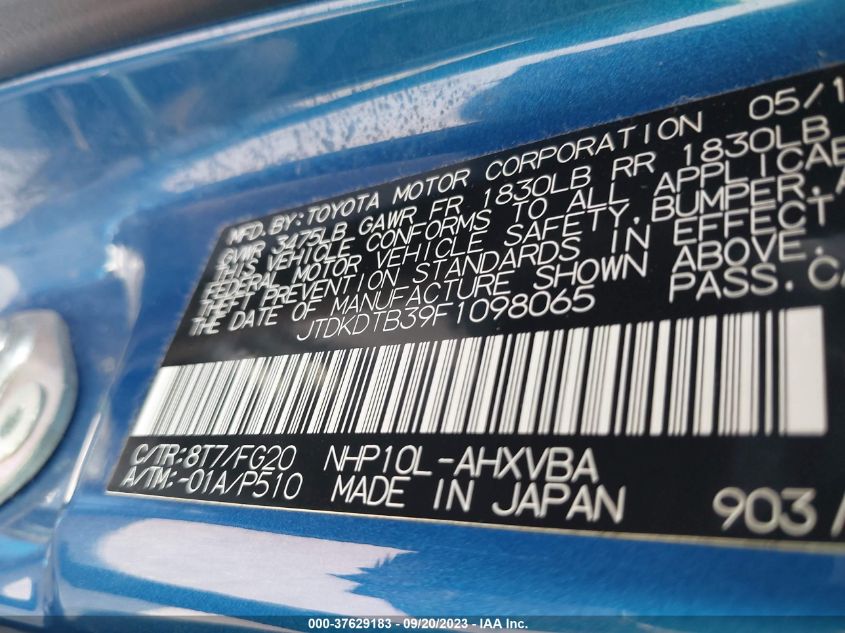 MFD.BY:TOYOTA MOTOR CORPORATION 05/1
GVWR 3475LB GAWR FR 1830LB RR 1830LB
THIS VEHICLE CONFORMS TO ALL APPLICAB
FEDERAL MOTOR VEHICLE SAFETY, BUMPER, A
THEFT PREVENTION STANDARDS IN EFFECT
THE DATE OF MANUFACTURE SHOWN ABOVE.
JTDKDTB39F1098065 PASS.CA
C/TR:8T7/FG20 NHP10L-AHXVBA
A/TM:-01A/P510 MADE IN JAPAN 903/
000-37629183 - 09/20/2023 - IAAI.com